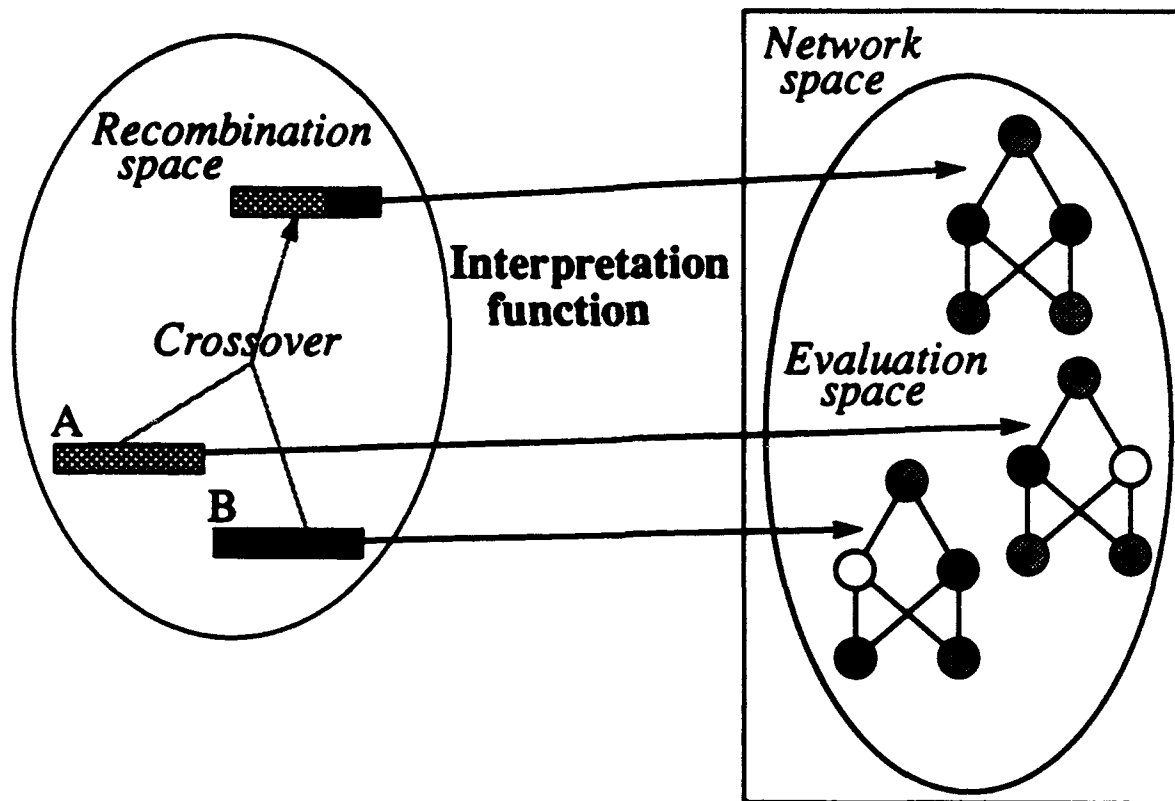 Network
space
Recombination
space
Interpretation
function
Crossover
Evaluation
space
A
B